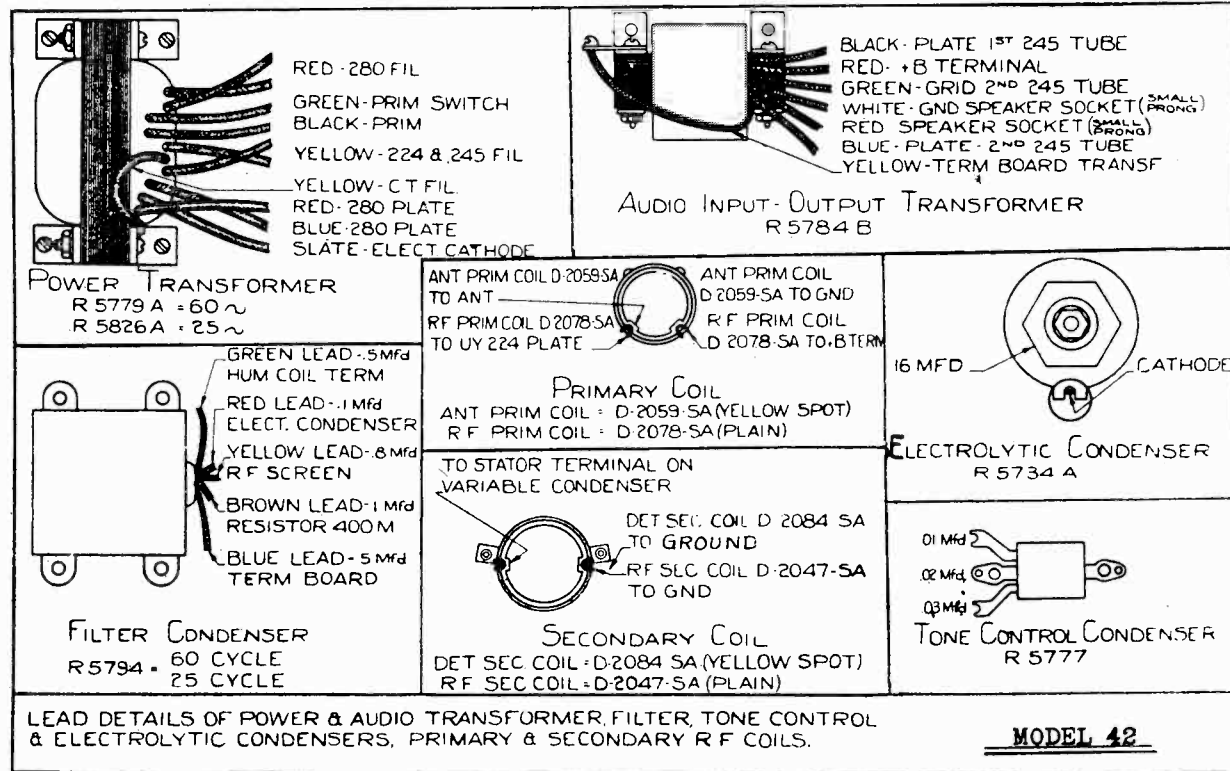 RED-280 FIL
GREEN-PRIM SWITCH
BLACK-PRIM
YELLOW-224 & 245 FIL
YELLOW-CT FIL.
RED-280 PLATE
BLUE-280 PLATE
SLATE-ELECT. CATHODE
POWER TRANSFORMER
R 5779 A = 60 ~
R 5826 A = 25 ~
BLACK-PLATE 1ST 245 TUBE
RED- +B TERMINAL
GREEN-GRID 2ND 245 TUBE
WHITE-GND SPEAKER SOCKET (SMALL PRONG)
RED SPEAKER SOCKET (SMALL PRONG)
BLUE-PLATE-2ND 245 TUBE
YELLOW-TERM BOARD TRANSF
AUDIO INPUT-OUTPUT TRANSFORMER
R 5784 B
ANT PRIM COIL D-2059-SA
TO ANT
RF PRIM COIL D 2078-SA
TO UY 224 PLATE
ANT PRIM COIL
D 2059-SA TO GND
RF PRIM COIL
D 2078-SA TO +B TERM
PRIMARY COIL
ANT PRIM COIL = D-2059-SA (YELLOW SPOT)
RF PRIM COIL = D-2078-SA (PLAIN)
16 MFD
CATHODE
ELECTROLYTIC CONDENSER
R 5734 A
GREEN LEAD-.5 Mfd
HUM COIL TERM
RED LEAD-.1 Mfd
ELECT. CONDENSER
YELLOW LEAD-.8 Mfd
RF SCREEN
BROWN LEAD-1 Mfd
RESISTOR 400 M
BLUE LEAD-5 Mfd
TERM BOARD
FILTER CONDENSER
R 5794 = 60 CYCLE
25 CYCLE
TO STATOR TERMINAL ON
VARIABLE CONDENSER
DET SEC. COIL D 2084 SA
TO GROUND
RF SEC COIL D-2047-SA
TO GND
SECONDARY COIL
DET SEC COIL = D-2084 SA (YELLOW SPOT)
RF SEC COIL = D-2047-SA (PLAIN)
.01 Mfd
.02 Mfd.
.03 Mfd
TONE CONTROL CONDENSER
R 5777
LEAD DETAILS OF POWER & AUDIO TRANSFORMER, FILTER, TONE CONTROL
& ELECTROLYTIC CONDENSERS, PRIMARY & SECONDARY RF COILS.
MODEL 42